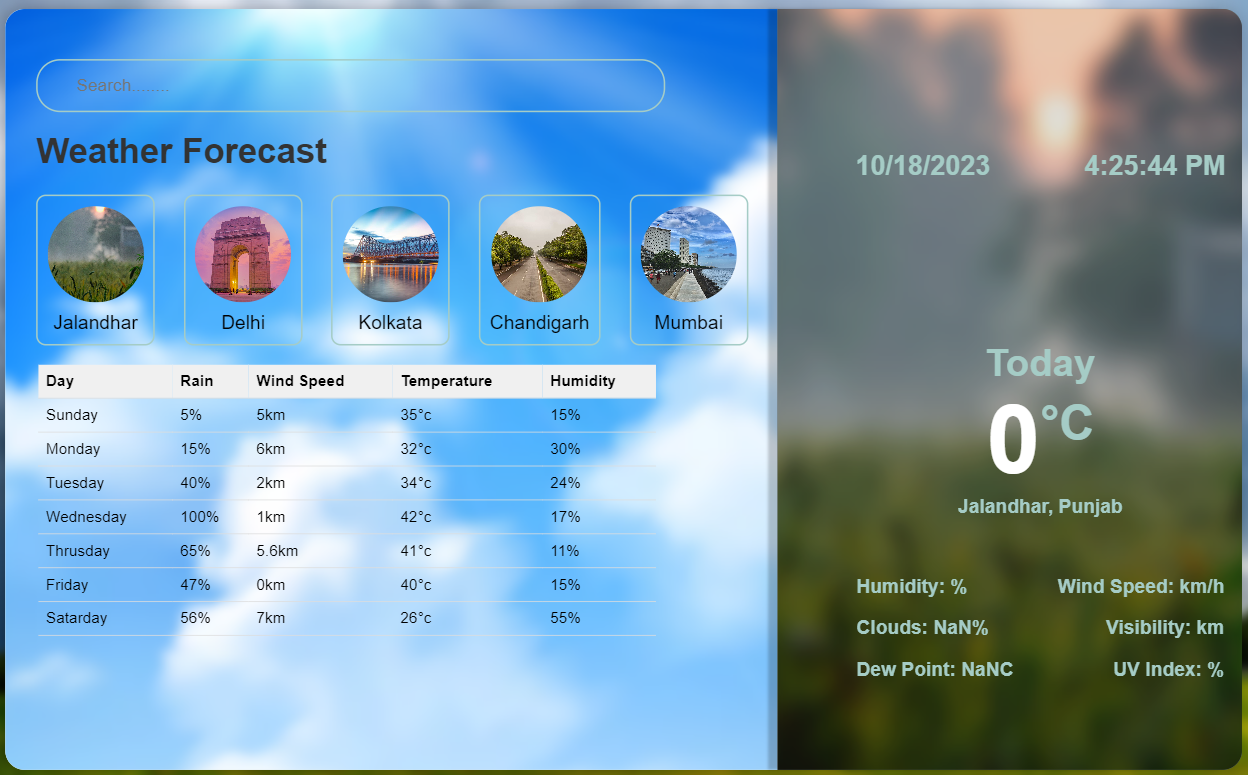 Search........
Weather Forecast
Jalandhar Delhi Kolkata Chandigarh Mumbai
Day Rain Wind Speed Temperature Humidity
Sunday 5% 5km 35°c 15%
Monday 15% 6km 32°c 30%
Tuesday 40% 2km 34°c 24%
Wednesday 100% 1km 42°c 17%
Thrusday 65% 5.6km 41°c 11%
Friday 47% 0km 40°c 15%
Satarday 56% 7km 26°c 55%
10/18/2023 4:25:44 PM
Today
0°C
Jalandhar, Punjab
Humidity: % Wind Speed: km/h
Clouds: NaN% Visibility: km
Dew Point: NaNC UV Index: %